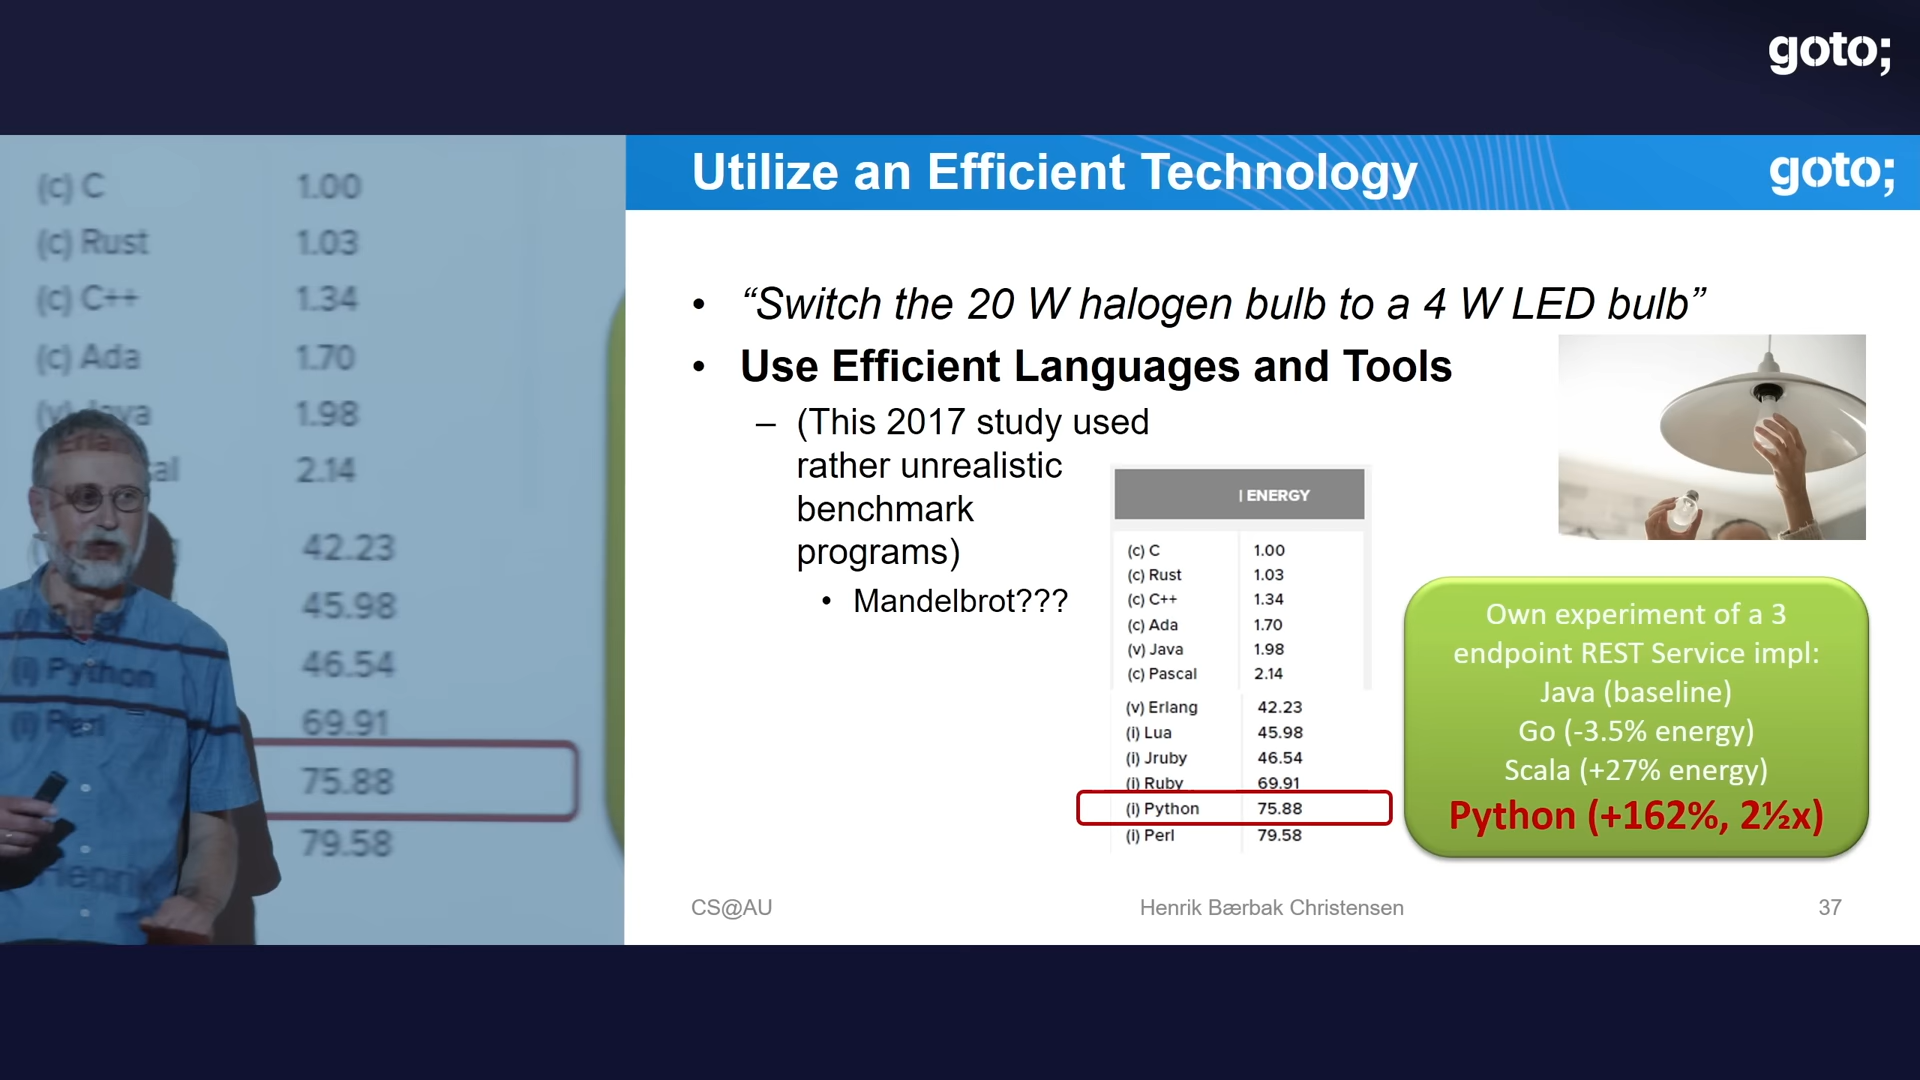 goto;
(c) C 1.00
(c) Rust 1.03
(c) C++ 1.34
(c) Ada 1.70
(v) Java 1.98
2.14
42.23
45.98
46.54
(i) Python
69.91
(i) Perl
75.88
79.58
Utilize an Efficient Technology
goto;
• “Switch the 20 W halogen bulb to a 4 W LED bulb”
• Use Efficient Languages and Tools
– (This 2017 study used
rather unrealistic
benchmark
programs)
• Mandelbrot???
| ENERGY
(c) C 1.00
(c) Rust 1.03
(c) C++ 1.34
(c) Ada 1.70
(v) Java 1.98
(c) Pascal 2.14
(v) Erlang 42.23
(i) Lua 45.98
(i) Jruby 46.54
(i) Ruby 69.91
(i) Python 75.88
(i) Perl 79.58
Own experiment of a 3
endpoint REST Service impl:
Java (baseline)
Go (-3.5% energy)
Scala (+27% energy)
Python (+162%, 2½x)
CS@AU
Henrik Bærbak Christensen
37